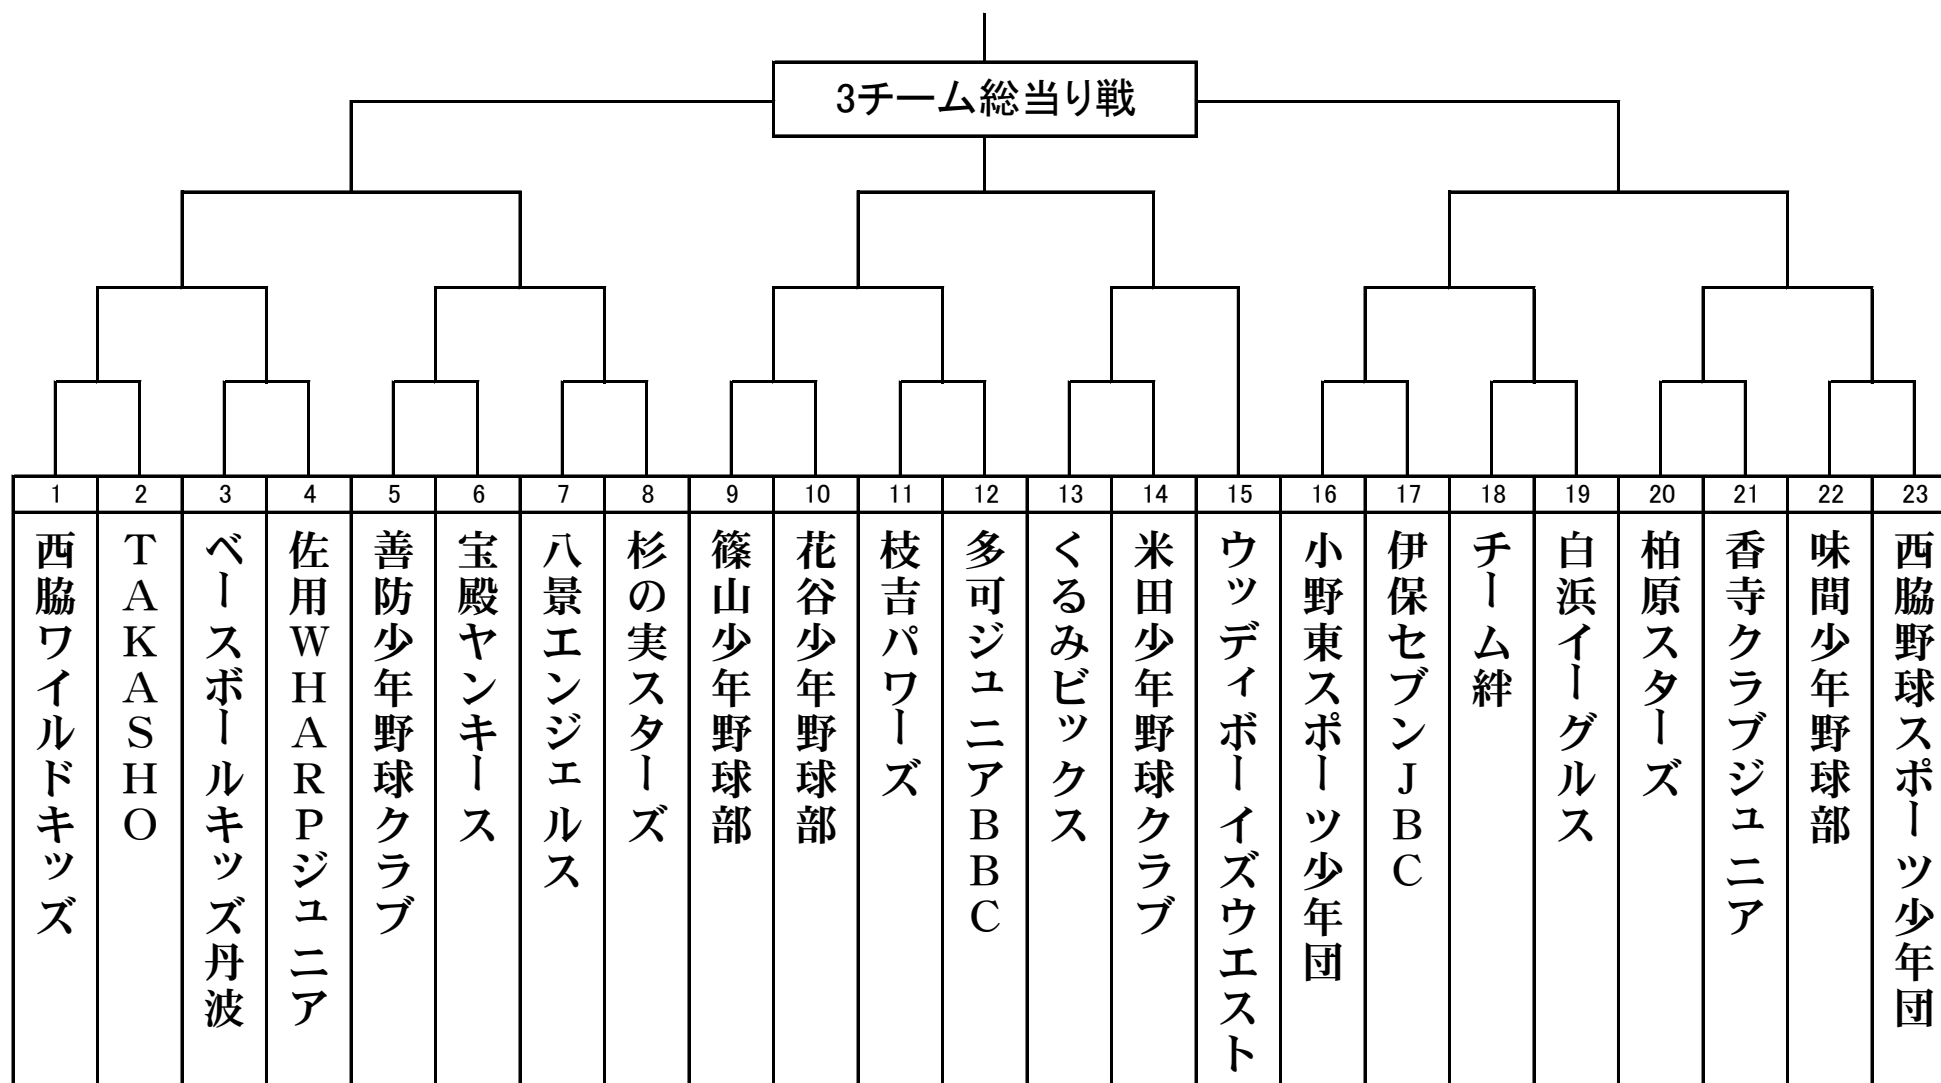 3チーム総当り戦
1 2 3 4 5 6 7 8 9 10 11 12 13 14 15 16 17 18 19 20 21 22 23
西脇ワイルドキッズ
TAKASHO
ベースボールキッズ丹波
佐用WHARPジュニア
善防少年野球クラブ
宝殿ヤンキース
八景エンジェルス
杉の実スターズ
篠山少年野球部
花谷少年野球部
枝吉パワーズ
多可ジュニアBBC
くるみビックス
米田少年野球クラブ
ウッディボーイズウエスト
小野東スポーツ少年団
伊保セブンJBC
チーム絆
白浜イーグルス
柏原スターズ
香寺クラブジュニア
味間少年野球部
西脇野球スポーツ少年団